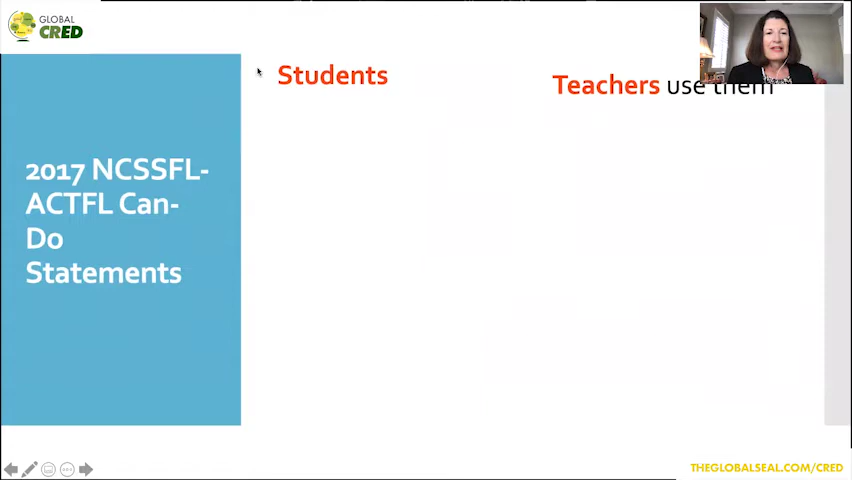 GLOBAL
CRED
Students
Teachers use them
2017 NCSSFL-
ACTFL Can-
Do
Statements
THEGLOBALSEAL.COM/CRED